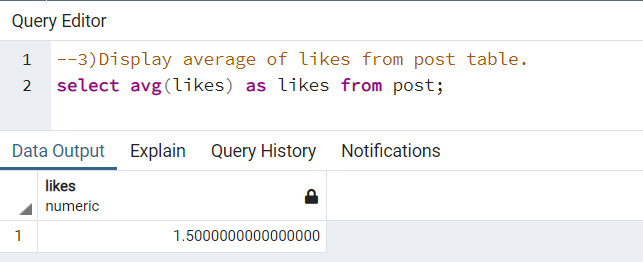 Query Editor
1 --3)Display average of likes from post table.
2 select avg(likes) as likes from post;
Data Output Explain Query History Notifications
likes
numeric
1 1.5000000000000000